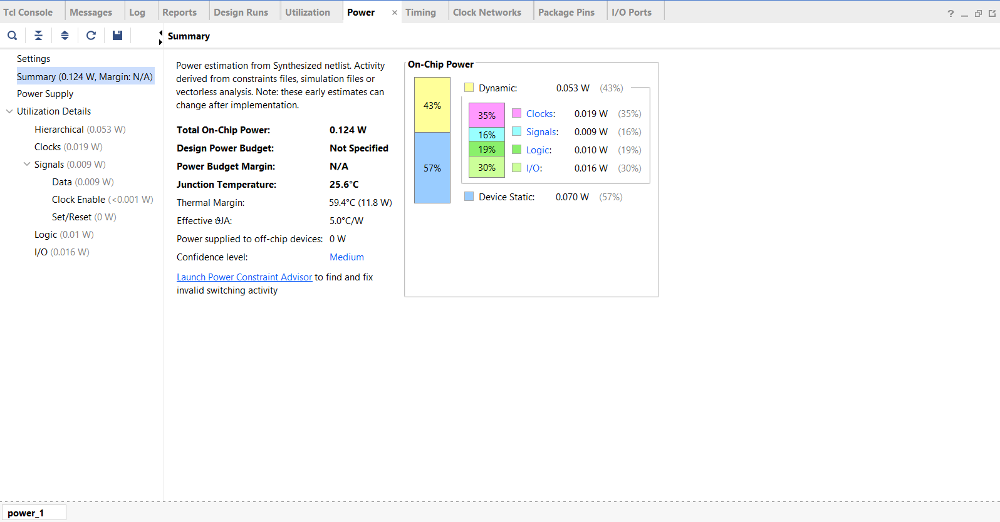 Tcl Console Messages Log Reports Design Runs Utilization Power × Timing Clock Networks Package Pins I/O Ports ?
Summary
Settings
Summary (0.124 W, Margin: N/A)
Power Supply
Utilization Details
Hierarchical (0.053 W)
Clocks (0.019 W)
Signals (0.009 W)
Data (0.009 W)
Clock Enable (<0.001 W)
Set/Reset (0 W)
Logic (0.01 W)
I/O (0.016 W)
Power estimation from Synthesized netlist. Activity
derived from constraints files, simulation files or
vectorless analysis. Note: these early estimates can
change after implementation.
Total On-Chip Power: 0.124 W
Design Power Budget: Not Specified
Power Budget Margin: N/A
Junction Temperature: 25.6°C
Thermal Margin: 59.4°C (11.8 W)
Effective ϑJA: 5.0°C/W
Power supplied to off-chip devices: 0 W
Confidence level: Medium
Launch Power Constraint Advisor to find and fix
invalid switching activity
On-Chip Power
43%
57%
Dynamic: 0.053 W (43%)
35% Clocks: 0.019 W (35%)
16% Signals: 0.009 W (16%)
19% Logic: 0.010 W (19%)
30% I/O: 0.016 W (30%)
Device Static: 0.070 W (57%)
power_1